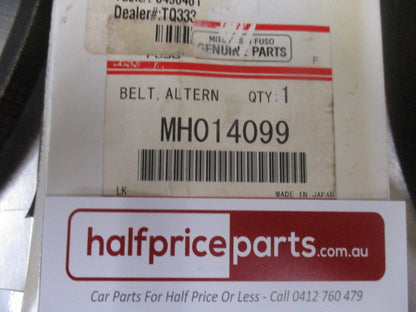 Dealer#:TQ333
GENUINE PARTS
F
BELT, ALTERN QTY: 1
MH014099
LK MADE IN JAPAN
halfpriceparts.com.au
Car Parts For Half Price Or Less - Call 0412 760 479